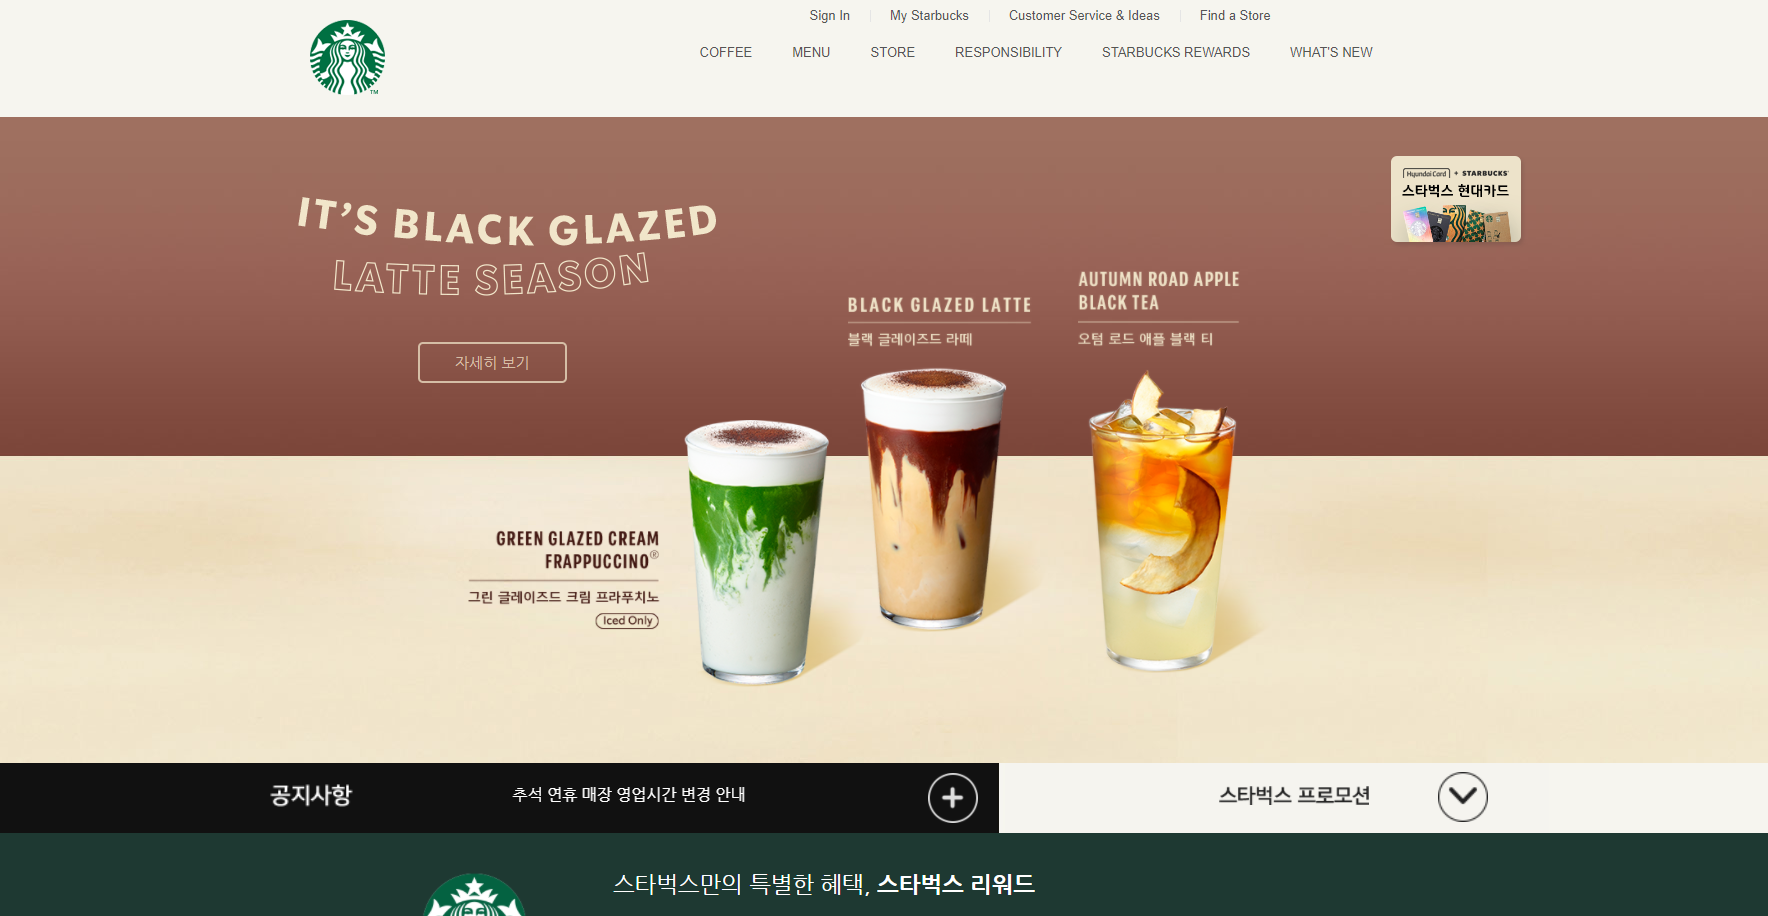 Sign In
My Starbucks
Customer Service & Ideas
Find a Store
COFFEE
MENU
STORE
RESPONSIBILITY
STARBUCKS REWARDS
WHAT'S NEW
TM
HyundaiCard + STARBUCKS
스타벅스 현대카드
IT'S BLACK GLAZED
LATTE SEASON
자세히 보기
BLACK GLAZED LATTE
블랙 글레이즈드 라떼
AUTUMN ROAD APPLE
BLACK TEA
오텀 로드 애플 블랙 티
GREEN GLAZED CREAM
FRAPPUCCINO®
그린 글레이즈드 크림 프라푸치노
Iced Only
공지사항
추석 연휴 매장 영업시간 변경 안내
스타벅스 프로모션
스타벅스만의 특별한 혜택, 스타벅스 리워드